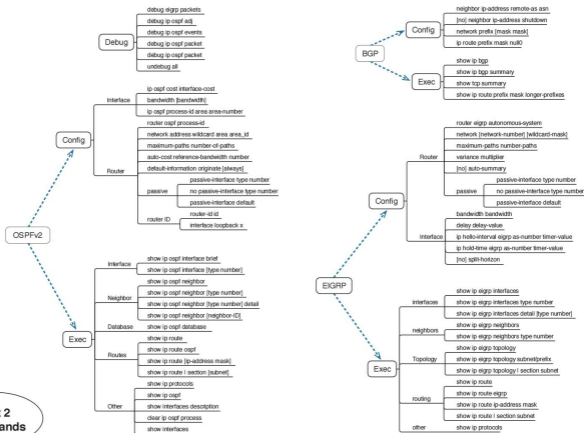 Debug
debug eigrp packets
debug ip ospf adj
debug ip ospf events
debug ip ospf packet
debug ip ospf packet
undebug all
OSPFv2
Config
Interface
ip ospf cost interface-cost
bandwidth [bandwidth]
ip ospf process-id area area-number
Router
router ospf process-id
network address wildcard area area_id
maximum-paths number-of-paths
auto-cost reference-bandwidth number
default-information originate [always]
passive
passive-interface type number
no passive-interface type number
passive-interface default
router ID
router-id id
interface loopback x
Exec
Interface
show ip ospf interface brief
show ip ospf interface [type number]
Neighbor
show ip ospf neighbor
show ip ospf neighbor [type number]
show ip ospf neighbor [type number] detail
show ip ospf neighbor [neighbor-ID]
Database
show ip ospf database
Routes
show ip route
show ip route ospf
show ip route [ip-address mask]
show ip route | section [subnet]
Other
show ip protocols
show ip ospf
show interfaces description
clear ip ospf process
show interfaces
2
ands
BGP
Config
neighbor ip-address remote-as asn
[no] neighbor ip-address shutdown
network prefix [mask mask]
ip route prefix mask null0
Exec
show ip bgp
show ip bgp summary
show tcp summary
show ip route prefix mask longer-prefixes
EIGRP
Config
Router
router eigrp autonomous-system
network [network-number] [wildcard-mask]
maximum-paths number-paths
variance multiplier
[no] auto-summary
passive
passive-interface type number
no passive-interface type number
passive-interface default
Interface
bandwidth bandwidth
delay delay-value
ip hello-interval eigrp as-number timer-value
ip hold-time eigrp as-number timer-value
[no] split-horizon
Exec
interfaces
show ip eigrp interfaces
show ip eigrp interfaces type number
show ip eigrp interfaces detail [type number]
neighbors
show ip eigrp neighbors
show ip eigrp neighbors type number
Topology
show ip eigrp topology
show ip eigrp topology subnet/prefix
show ip eigrp topology | section subnet
routing
show ip route
show ip route eigrp
show ip route ip-address mask
show ip route | section subnet
other
show ip protocols